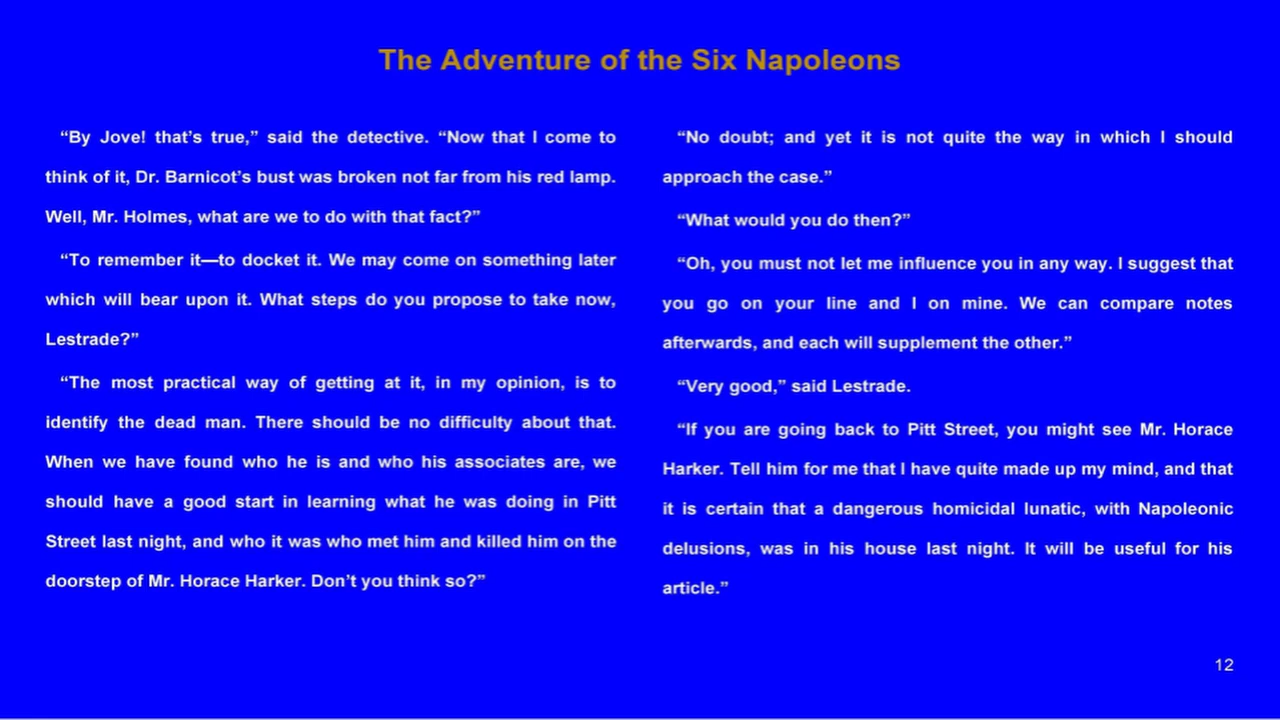 The Adventure of the Six Napoleons
“By Jove! that’s true,” said the detective. “Now that I come to
think of it, Dr. Barnicot’s bust was broken not far from his red lamp.
Well, Mr. Holmes, what are we to do with that fact?”
“To remember it—to docket it. We may come on something later
which will bear upon it. What steps do you propose to take now,
Lestrade?”
“The most practical way of getting at it, in my opinion, is to
identify the dead man. There should be no difficulty about that.
When we have found who he is and who his associates are, we
should have a good start in learning what he was doing in Pitt
Street last night, and who it was who met him and killed him on the
doorstep of Mr. Horace Harker. Don’t you think so?”
“No doubt; and yet it is not quite the way in which I should
approach the case.”
“What would you do then?”
“Oh, you must not let me influence you in any way. I suggest that
you go on your line and I on mine. We can compare notes
afterwards, and each will supplement the other.”
“Very good,” said Lestrade.
“If you are going back to Pitt Street, you might see Mr. Horace
Harker. Tell him for me that I have quite made up my mind, and that
it is certain that a dangerous homicidal lunatic, with Napoleonic
delusions, was in his house last night. It will be useful for his
article.”
12